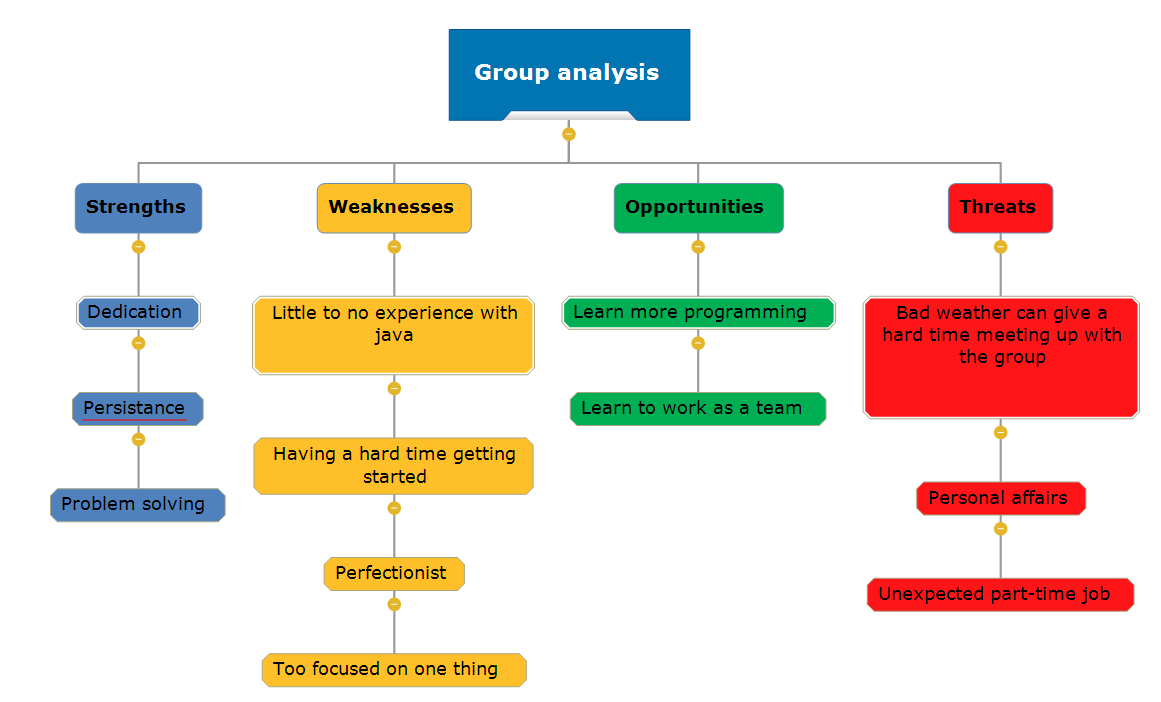 Group analysis
Strengths
Weaknesses
Opportunities
Threats
Dedication
Persistance
Problem solving
Little to no experience with
java
Having a hard time getting
started
Perfectionist
Too focused on one thing
Learn more programming
Learn to work as a team
Bad weather can give a
hard time meeting up with
the group
Personal affairs
Unexpected part-time job